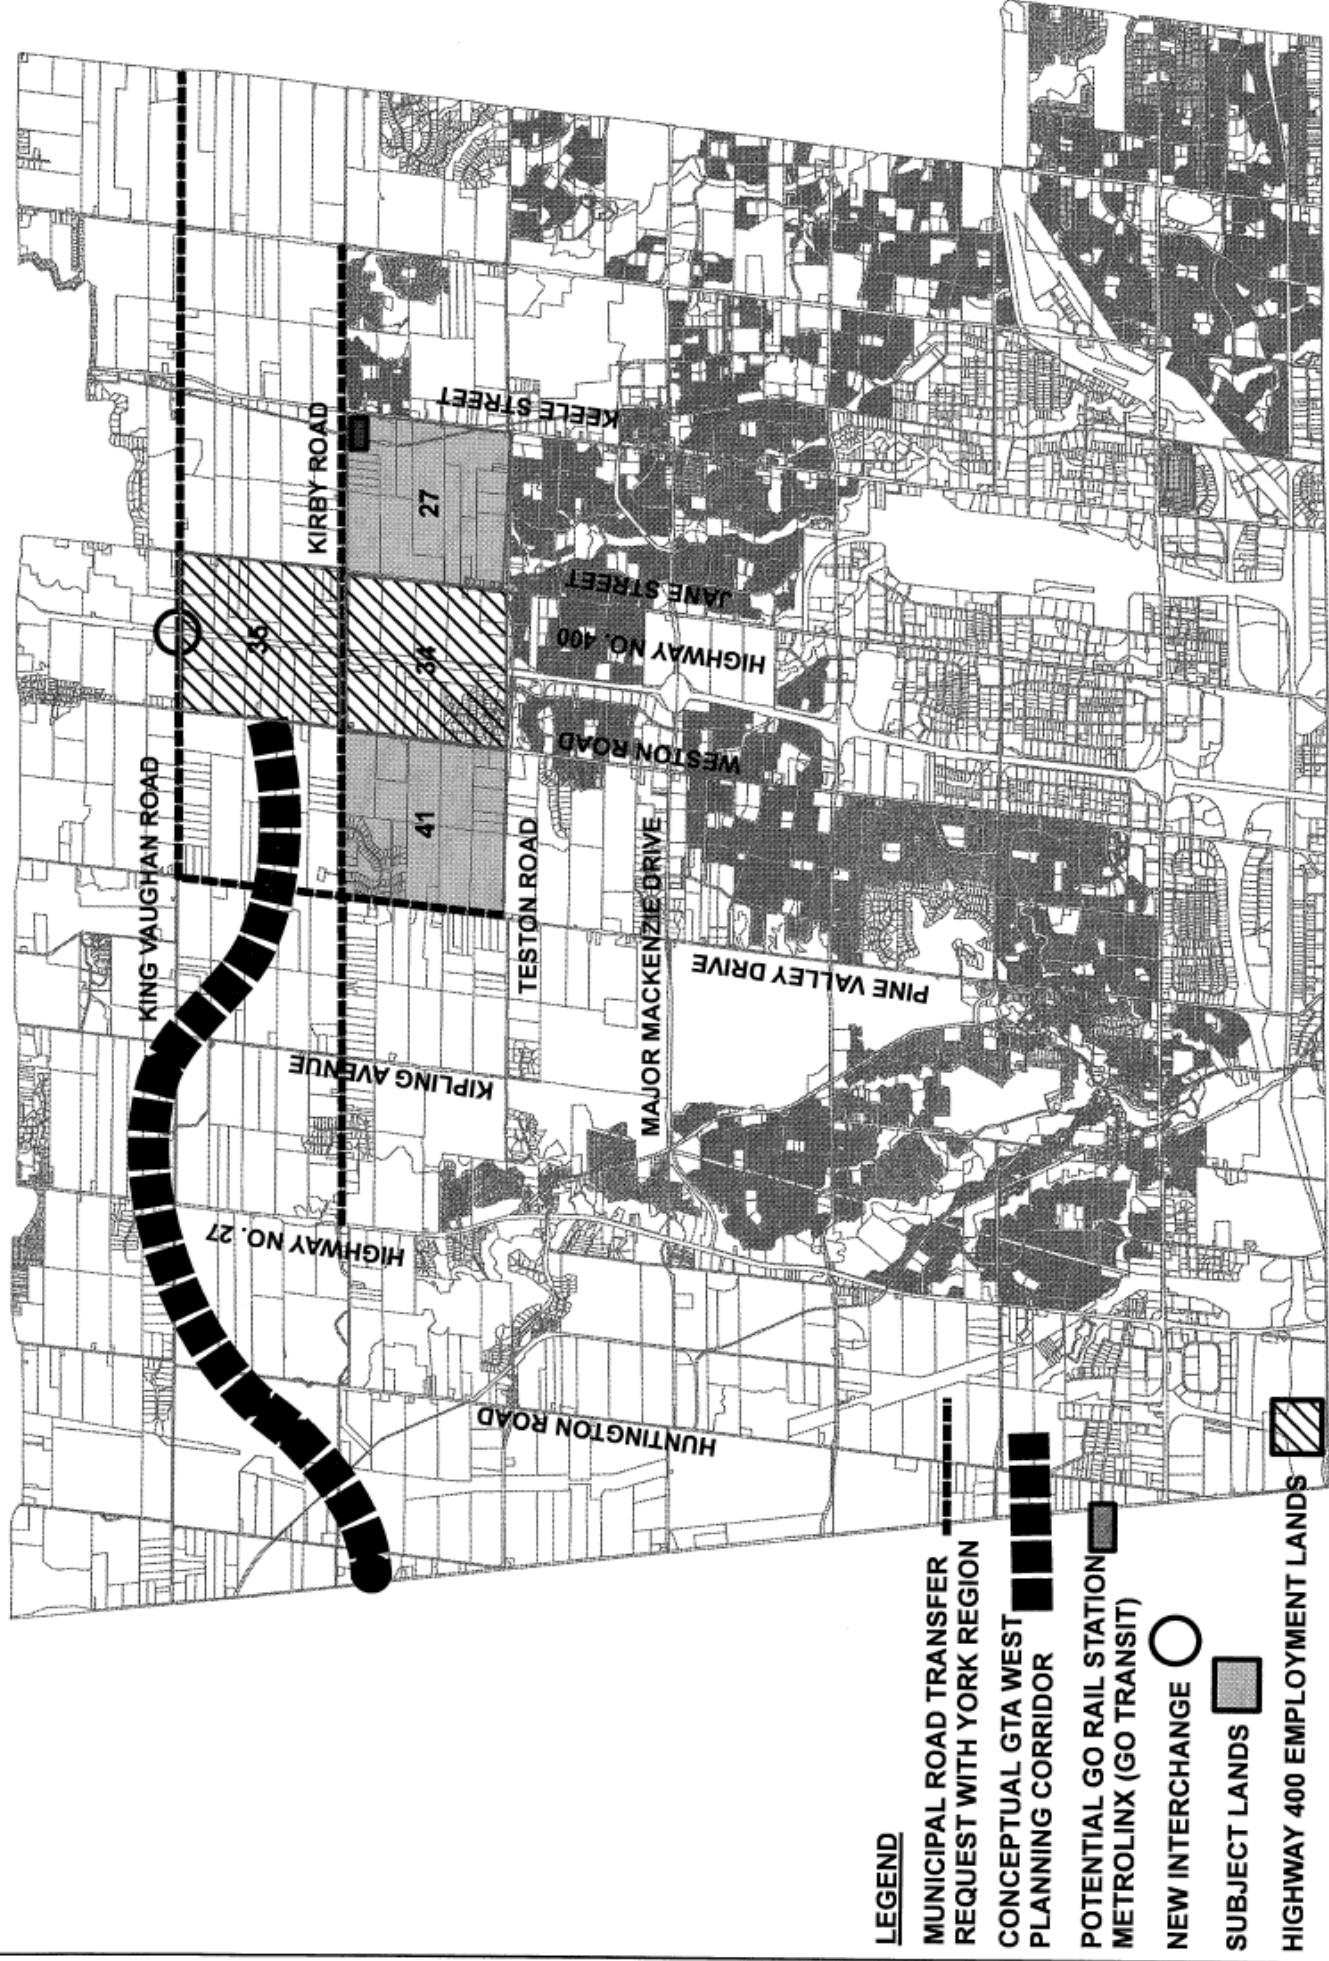 KING VAUGHAN ROAD
KIRBY ROAD
TESTON ROAD
MAJOR MACKENZIE DRIVE
HUNTINGTON ROAD
HIGHWAY NO. 27
KIPLING AVENUE
PINE VALLEY DRIVE
WESTON ROAD
HIGHWAY NO. 400
JANE STREET
KEELE STREET
35
41
34
27
LEGEND
MUNICIPAL ROAD TRANSFER
REQUEST WITH YORK REGION
CONCEPTUAL GTA WEST
PLANNING CORRIDOR
POTENTIAL GO RAIL STATION
METROLINX (GO TRANSIT)
NEW INTERCHANGE
SUBJECT LANDS
HIGHWAY 400 EMPLOYMENT LANDS